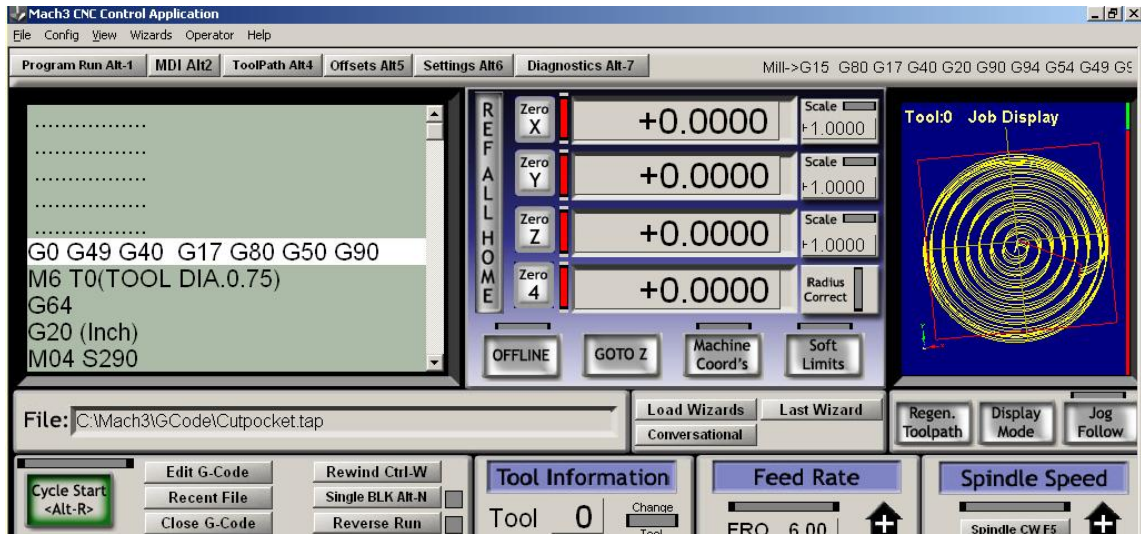 Mach3 CNC Control Application
File Config View Wizards Operator Help
Program Run Alt-1 MDI Alt2 ToolPath Alt4 Offsets Alt5 Settings Alt6 Diagnostics Alt-7 Mill->G15 G80 G17 G40 G20 G90 G94 G54 G49 G9
.................
.................
.................
.................
.................
G0 G49 G40 G17 G80 G50 G90
M6 T0(TOOL DIA.0.75)
G64
G20 (Inch)
M04 S290
REF ALL HOME
Zero X +0.0000 Scale +1.0000
Zero Y +0.0000 Scale +1.0000
Zero Z +0.0000 Scale +1.0000
Zero 4 +0.0000 Radius Correct
OFFLINE GOTO Z Machine Coord's Soft Limits
Tool:0 Job Display
File: C:\Mach3\GCode\Cutpocket.tap
Load Wizards Last Wizard
Conversational
Regen. Toolpath Display Mode Jog Follow
Cycle Start
<Alt-R>
Edit G-Code Rewind Ctrl-W
Recent File Single BLK Alt-N
Close G-Code Reverse Run
Tool Information
Tool 0 Change
Feed Rate
FRO 6.00
Spindle Speed
Spindle CW F5